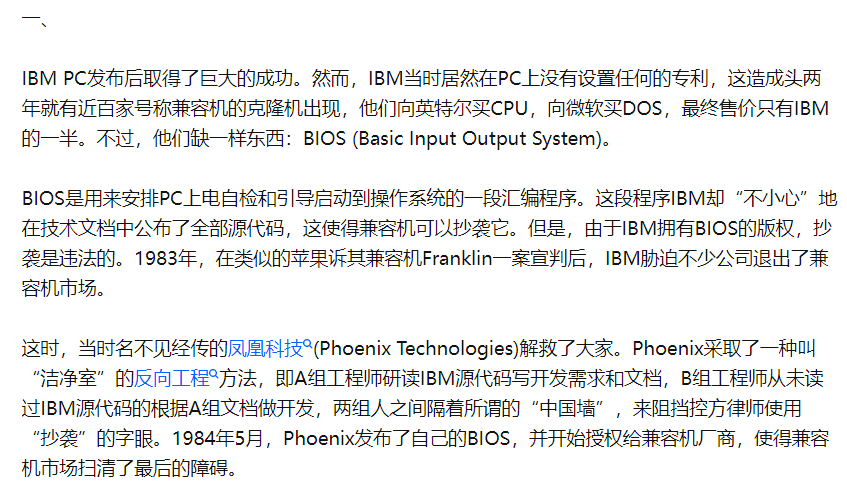 一、
IBM PC发布后取得了巨大的成功。然而，IBM当时居然在PC上没有设置任何的专利，这造成头两
年就有近百家号称兼容机的克隆机出现，他们向英特尔买CPU，向微软买DOS，最终售价只有IBM
的一半。不过，他们缺一样东西：BIOS (Basic Input Output System)。
BIOS是用来安排PC上电自检和引导启动到操作系统的一段汇编程序。这段程序IBM却“不小心”地
在技术文档中公布了全部源代码，这使得兼容机可以抄袭它。但是，由于IBM拥有BIOS的版权，抄
袭是违法的。1983年，在类似的苹果诉其兼容机Franklin一案宣判后，IBM胁迫不少公司退出了兼
容机市场。
这时，当时名不见经传的凤凰科技(Phoenix Technologies)解救了大家。Phoenix采取了一种叫
“洁净室”的反向工程方法，即A组工程师研读IBM源代码写开发需求和文档，B组工程师从未读
过IBM源代码的根据A组文档做开发，两组人之间隔着所谓的“中国墙”，来阻挡控方律师使用
“抄袭”的字眼。1984年5月，Phoenix发布了自己的BIOS，并开始授权给兼容机厂商，使得兼容
机市场扫清了最后的障碍。